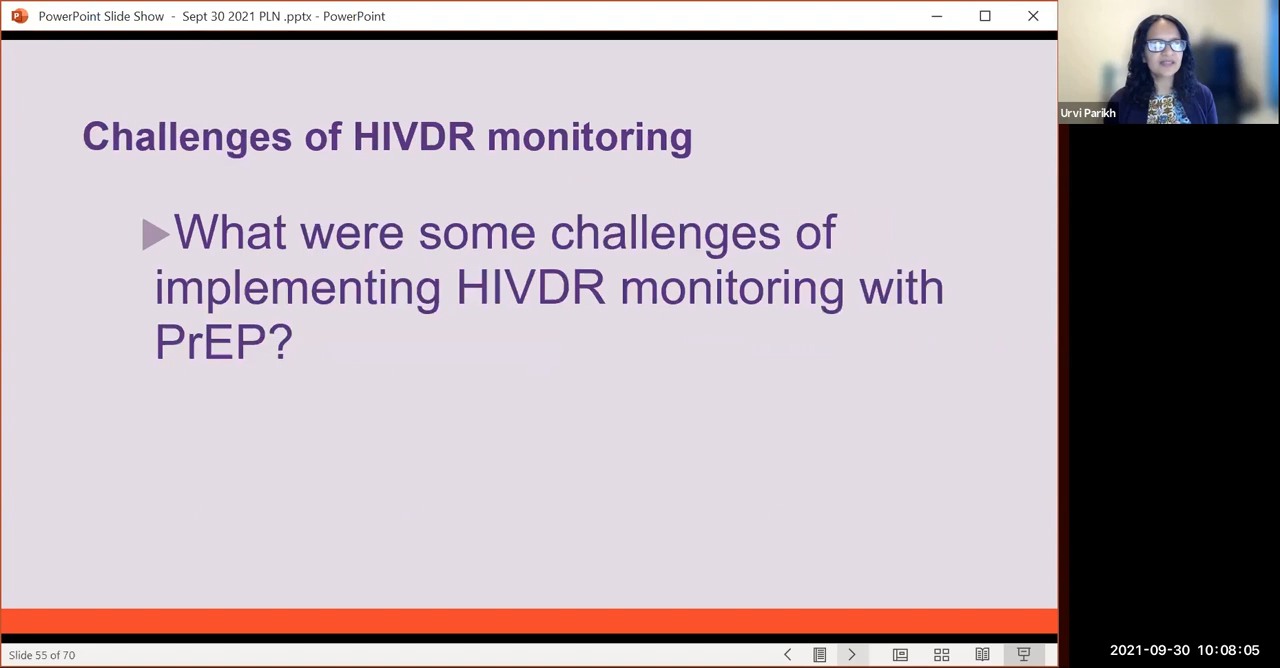 PowerPoint Slide Show - Sept 30 2021 PLN .pptx - PowerPoint
Urvi Parikh
Challenges of HIVDR monitoring
What were some challenges of
implementing HIVDR monitoring with
PrEP?
Slide 55 of 70
2021-09-30 10:08:05